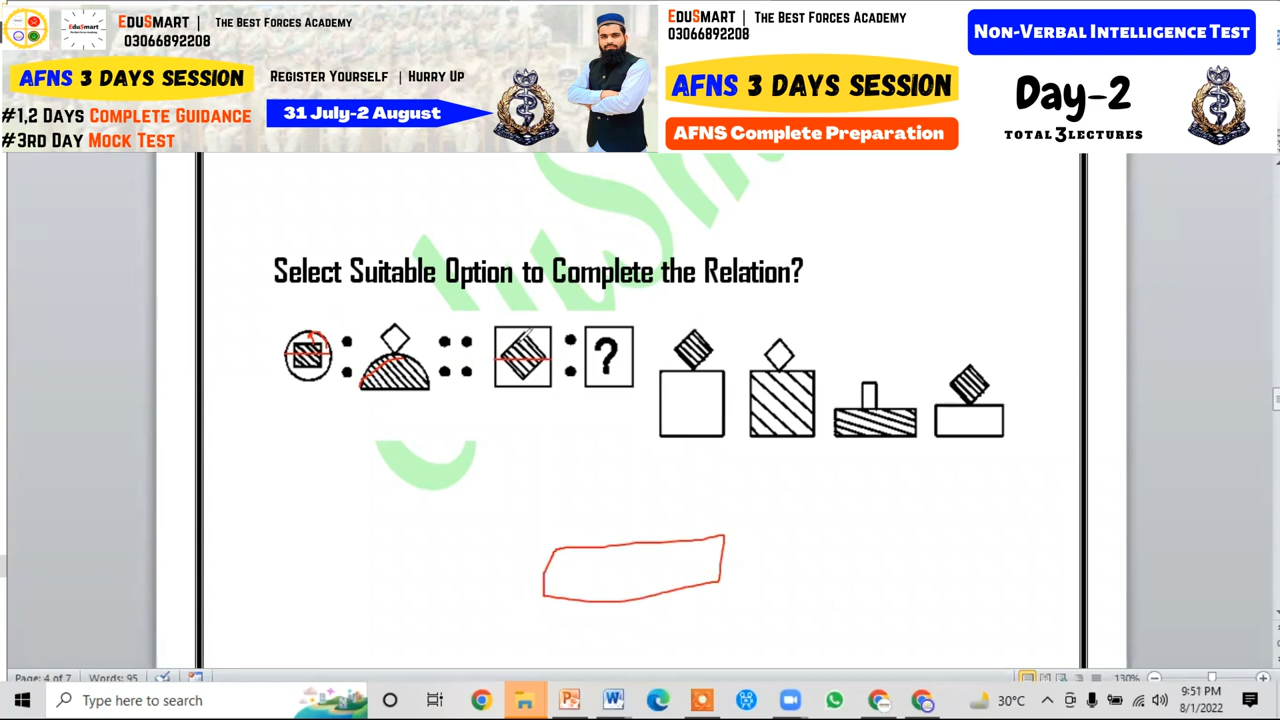 EDUSMART | THE BEST FORCES ACADEMY
03066892208
AFNS 3 DAYS SESSION
REGISTER YOURSELF | HURRY UP
31 July-2 August
#1,2 DAYS COMPLETE GUIDANCE
#3RD DAY MOCK TEST
EDUSMART | THE BEST FORCES ACADEMY
03066892208
AFNS 3 DAYS SESSION
AFNS Complete Preparation
NON-VERBAL INTELLIGENCE TEST
Day-2
TOTAL 3 LECTURES
Select Suitable Option to Complete the Relation?
?
Page: 4 of 7 Words: 95
130%
Type here to search
30°C
9:51 PM
8/1/2022